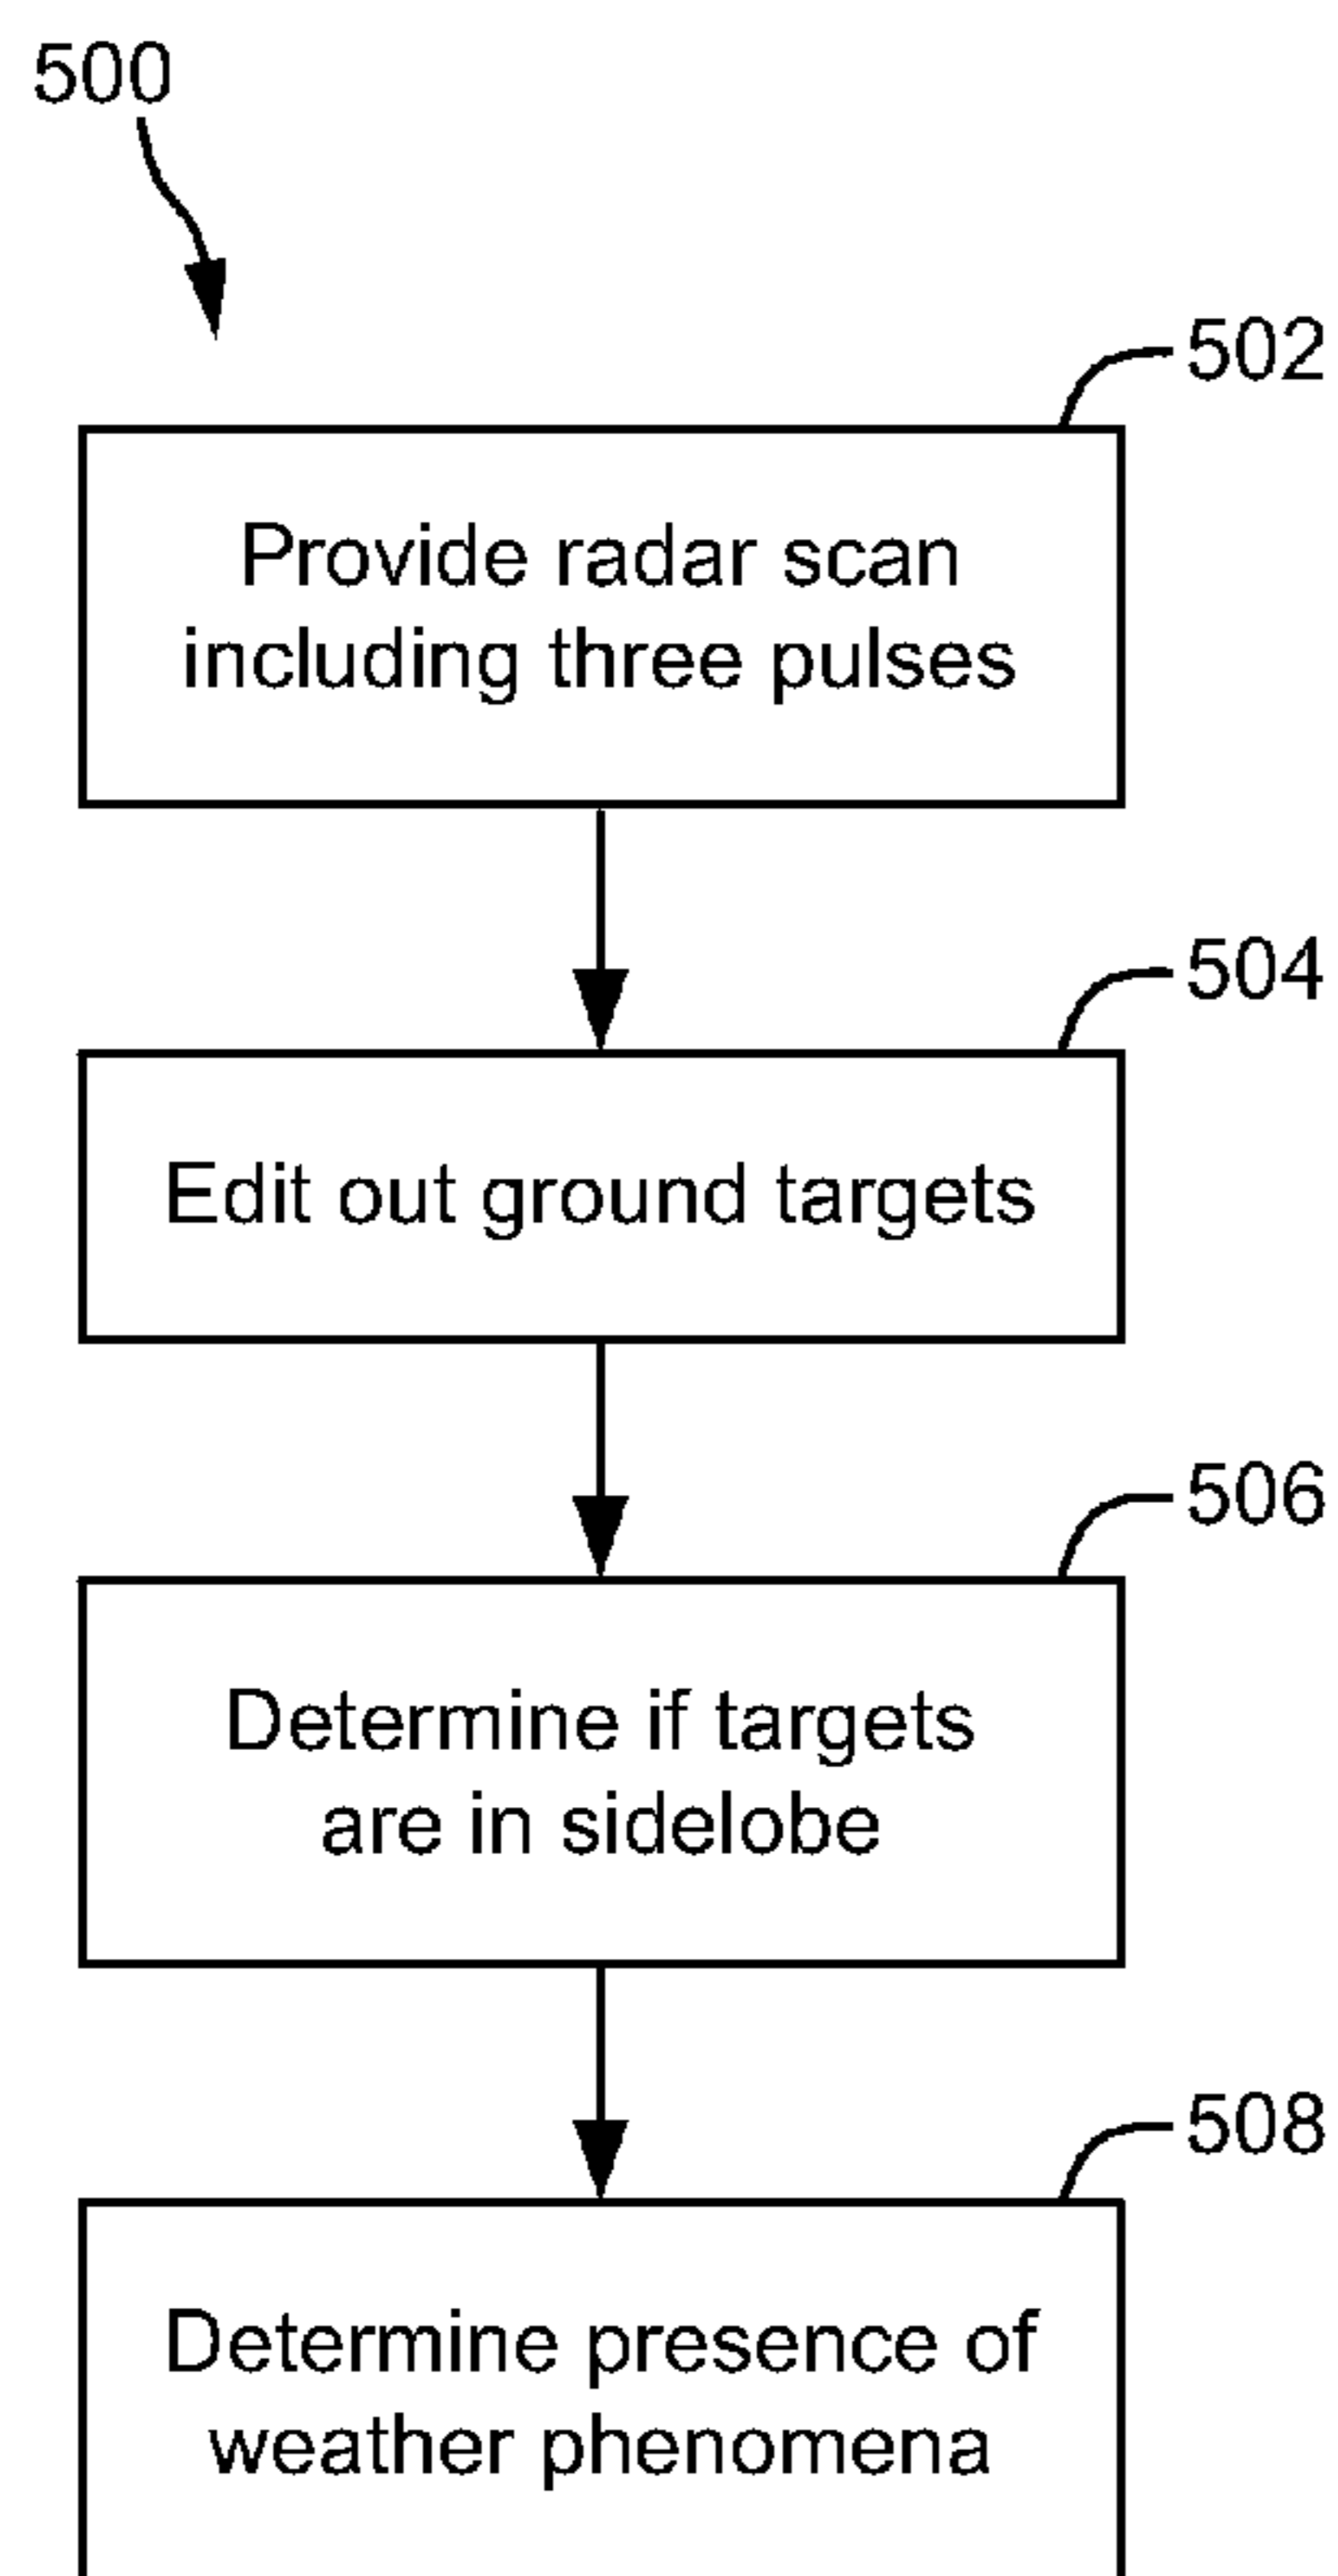 500
502
Provide radar scan
including three pulses
504
Edit out ground targets
506
Determine if targets
are in sidelobe
508
Determine presence of
weather phenomena